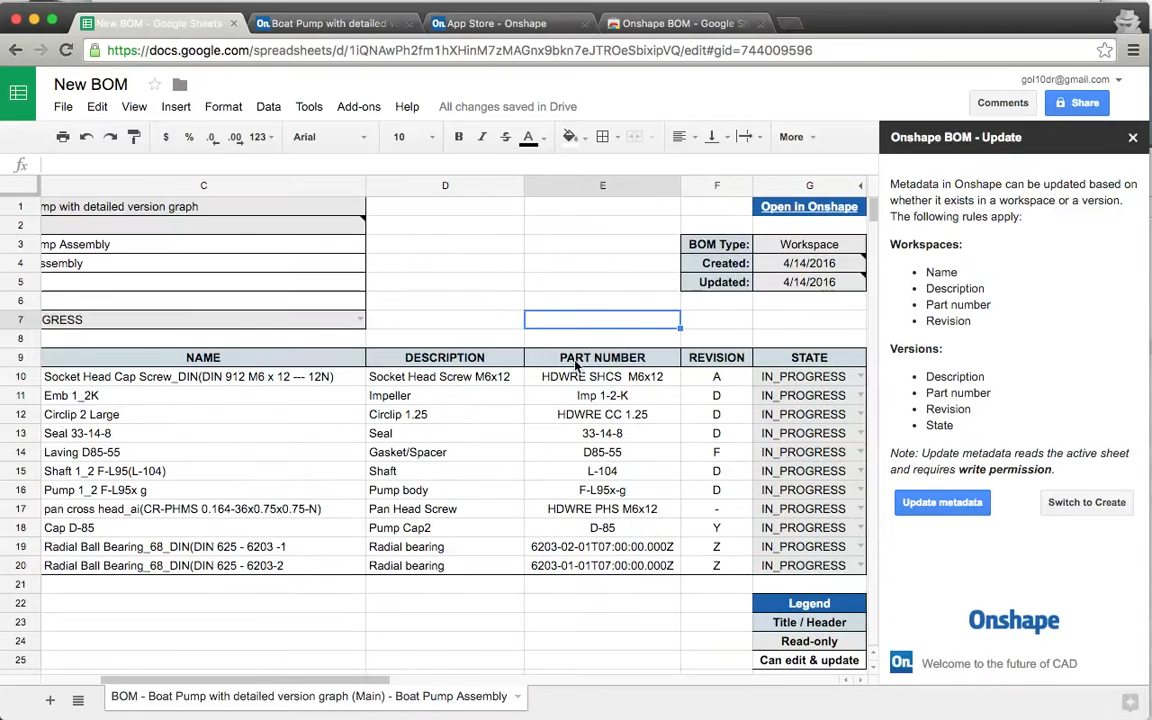 New BOM - Google Sheets
Boat Pump with detailed v
App Store - Onshape
Onshape BOM - Google Sh
https://docs.google.com/spreadsheets/d/1iQNAwPh2fm1hXHinM7zMAGnx9bkn7eJTROeSbixipVQ/edit#gid=744009596
New BOM
gol10dr@gmail.com
File Edit View Insert Format Data Tools Add-ons Help All changes saved in Drive
Comments
Share
$ % .0 .00 123 Arial 10 B I S A More
Onshape BOM - Update
fx
C D E F G
1 mp with detailed version graph Open in Onshape
2
3 mp Assembly BOM Type: Workspace
4 ssembly Created: 4/14/2016
5 Updated: 4/14/2016
6
7 GRESS
8
9 NAME DESCRIPTION PART NUMBER REVISION STATE
10 Socket Head Cap Screw_DIN(DIN 912 M6 x 12 --- 12N) Socket Head Screw M6x12 HDWRE SHCS M6x12 A IN_PROGRESS
11 Emb 1_2K Impeller Imp 1-2-K D IN_PROGRESS
12 Circlip 2 Large Circlip 1.25 HDWRE CC 1.25 D IN_PROGRESS
13 Seal 33-14-8 Seal 33-14-8 D IN_PROGRESS
14 Laving D85-55 Gasket/Spacer D85-55 F IN_PROGRESS
15 Shaft 1_2 F-L95(L-104) Shaft L-104 D IN_PROGRESS
16 Pump 1_2 F-L95x g Pump body F-L95x-g D IN_PROGRESS
17 pan cross head_ai(CR-PHMS 0.164-36x0.75x0.75-N) Pan Head Screw HDWRE PHS M6x12 - IN_PROGRESS
18 Cap D-85 Pump Cap2 D-85 Y IN_PROGRESS
19 Radial Ball Bearing_68_DIN(DIN 625 - 6203 -1 Radial bearing 6203-02-01T07:00:00.000Z Z IN_PROGRESS
20 Radial Ball Bearing_68_DIN(DIN 625 - 6203-2 Radial bearing 6203-01-01T07:00:00.000Z Z IN_PROGRESS
21
22 Legend
23 Title / Header
24 Read-only
25 Can edit & update
Metadata in Onshape can be updated based on
whether it exists in a workspace or a version.
The following rules apply:
Workspaces:
• Name
• Description
• Part number
• Revision
Versions:
• Description
• Part number
• Revision
• State
Note: Update metadata reads the active sheet
and requires write permission.
Update metadata
Switch to Create
Onshape
On. Welcome to the future of CAD
BOM - Boat Pump with detailed version graph (Main) - Boat Pump Assembly